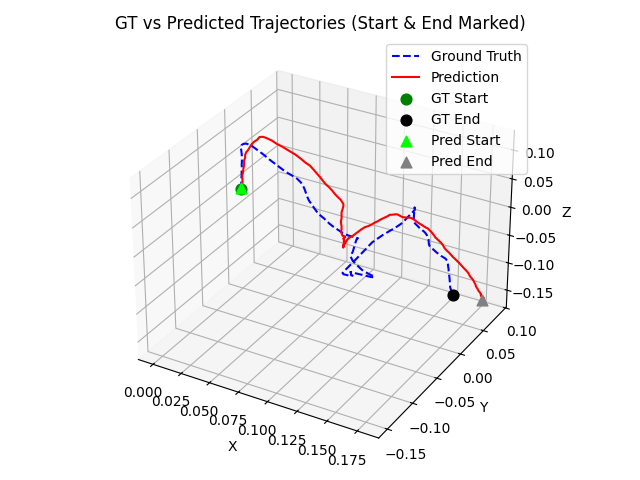 GT vs Predicted Trajectories (Start & End Marked)
Ground Truth
Prediction
GT Start
GT End
Pred Start
Pred End
0.10
0.05
0.00
−0.05
−0.10
−0.15
Z
0.10
0.05
0.00
−0.05
−0.10
−0.15
Y
0.000
0.025
0.050
0.075
0.100
0.125
0.150
0.175
X